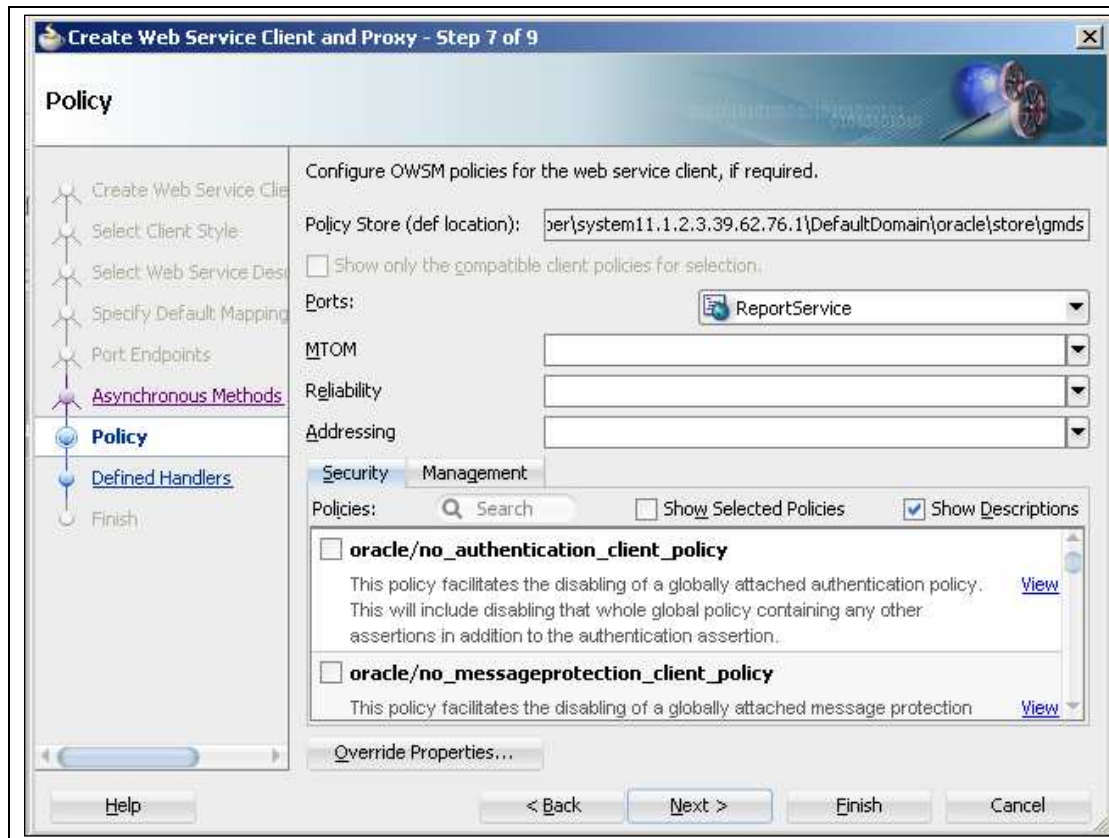 Create Web Service Client and Proxy - Step 7 of 9
Policy
Create Web Service Clie
Select Client Style
Select Web Service Desc
Specify Default Mapping
Port Endpoints
Asynchronous Methods
Policy
Defined Handlers
Finish
Configure OWSM policies for the web service client, if required.
Policy Store (def location): per\system11.1.2.3.39.62.76.1\DefaultDomain\oracle\store\gmds
Show only the compatible client policies for selection.
Ports: ReportService
MTOM
Reliability
Addressing
Security Management
Policies: Search Show Selected Policies Show Descriptions
oracle/no_authentication_client_policy
This policy facilitates the disabling of a globally attached authentication policy. View
This will include disabling that whole global policy containing any other
assertions in addition to the authentication assertion.
oracle/no_messageprotection_client_policy
This policy facilitates the disabling of a globally attached message protection View
Override Properties...
Help < Back Next > Finish Cancel